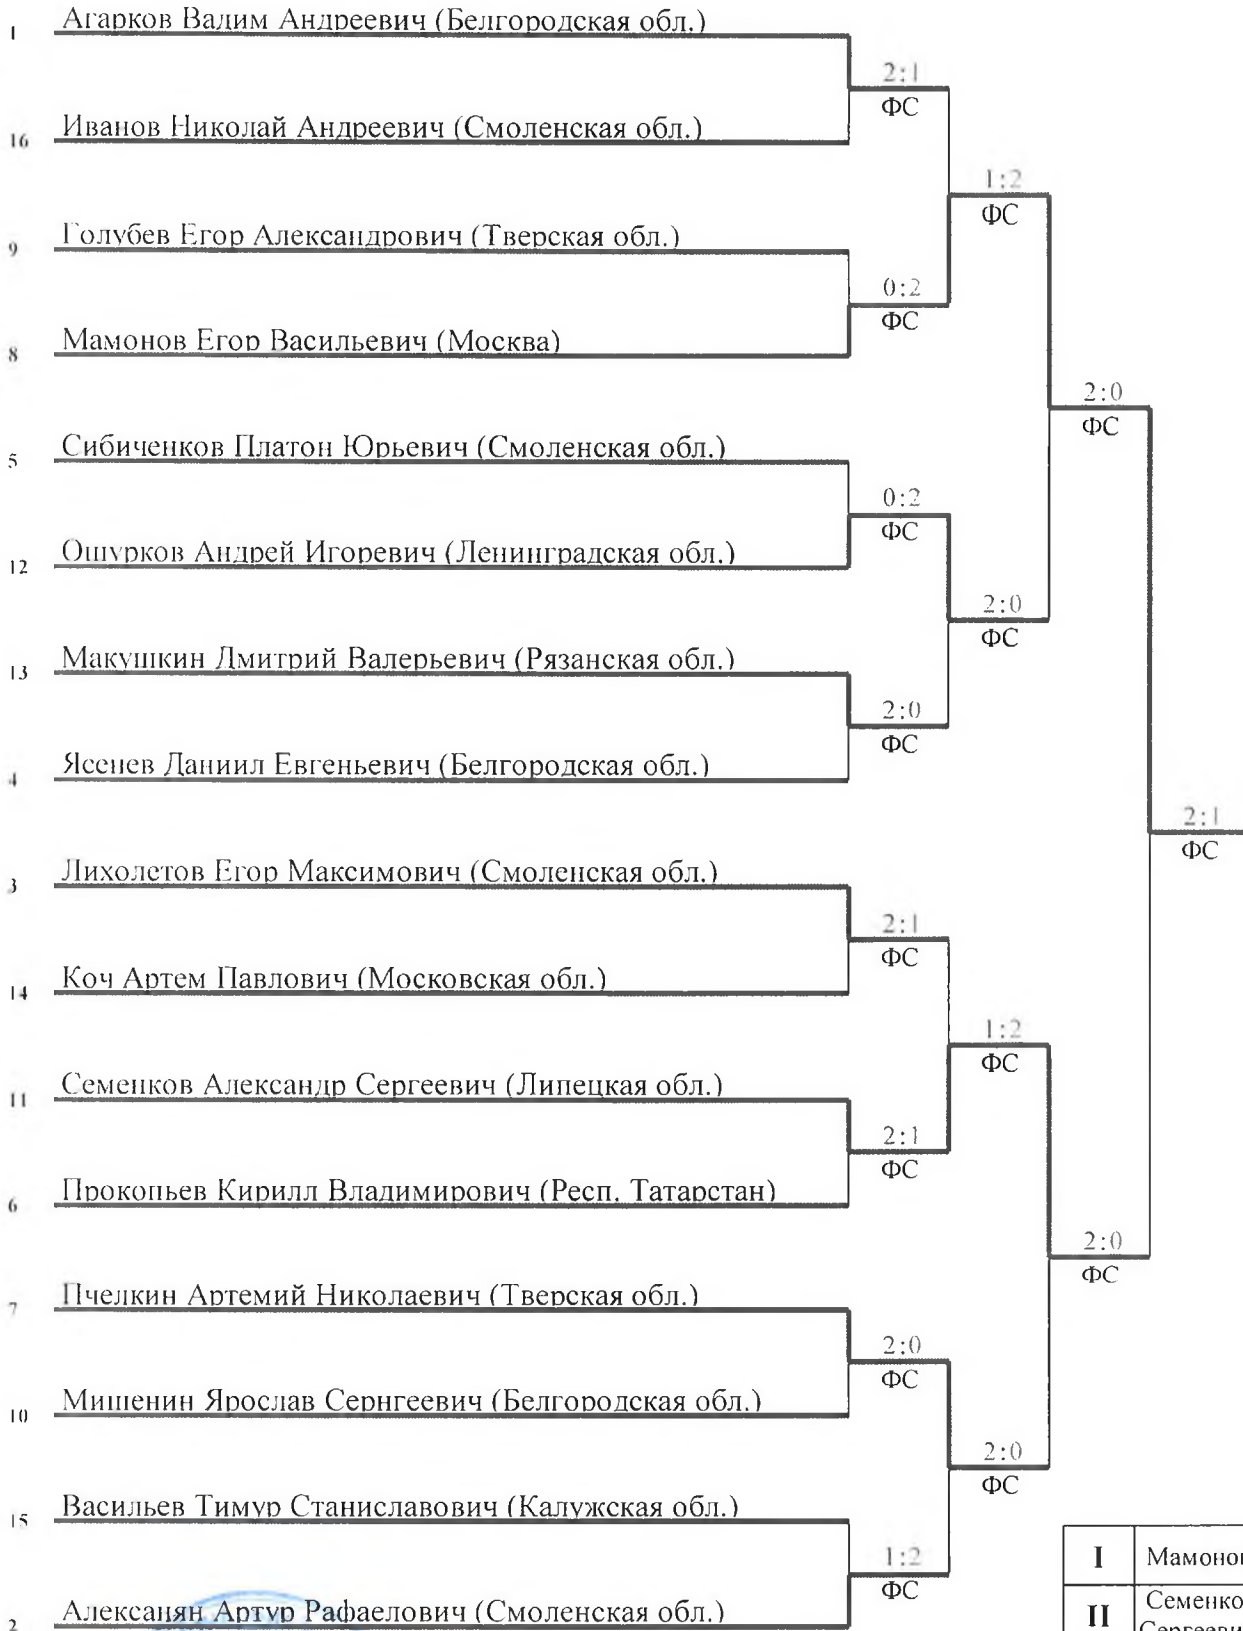 1 Агарков Вадим Андреевич (Белгородская обл.)
2:1
ФС
16 Иванов Николай Андреевич (Смоленская обл.)
1:2
ФС
9 Голубев Егор Александрович (Тверская обл.)
0:2
ФС
8 Мамонов Егор Васильевич (Москва)
2:0
ФС
5 Сибиченков Платон Юрьевич (Смоленская обл.)
0:2
ФС
12 Ошурков Андрей Игоревич (Ленинградская обл.)
2:0
ФС
13 Макушкин Дмитрий Валерьевич (Рязанская обл.)
2:0
ФС
4 Ясенев Даниил Евгеньевич (Белгородская обл.)
2:1
ФС
3 Лихолетов Егор Максимович (Смоленская обл.)
2:1
ФС
14 Коч Артем Павлович (Московская обл.)
1:2
ФС
11 Семенков Александр Сергеевич (Липецкая обл.)
2:1
ФС
6 Прокопьев Кирилл Владимирович (Респ. Татарстан)
2:0
ФС
7 Пчелкин Артемий Николаевич (Тверская обл.)
2:0
ФС
10 Мишенин Ярослав Сернгеевич (Белгородская обл.)
2:0
ФС
15 Васильев Тимур Станиславович (Калужская обл.)
1:2
ФС
2 Алексанян Артур Рафаелович (Смоленская обл.)
I Мамонов
II Семенко
Сергееви